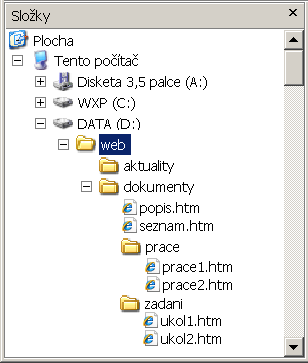 Složky
Plocha
Tento počítač
Disketa 3,5 palce (A:)
WXP (C:)
DATA (D:)
web
aktuality
dokumenty
popis.htm
seznam.htm
prace
prace1.htm
prace2.htm
zadani
ukol1.htm
ukol2.htm